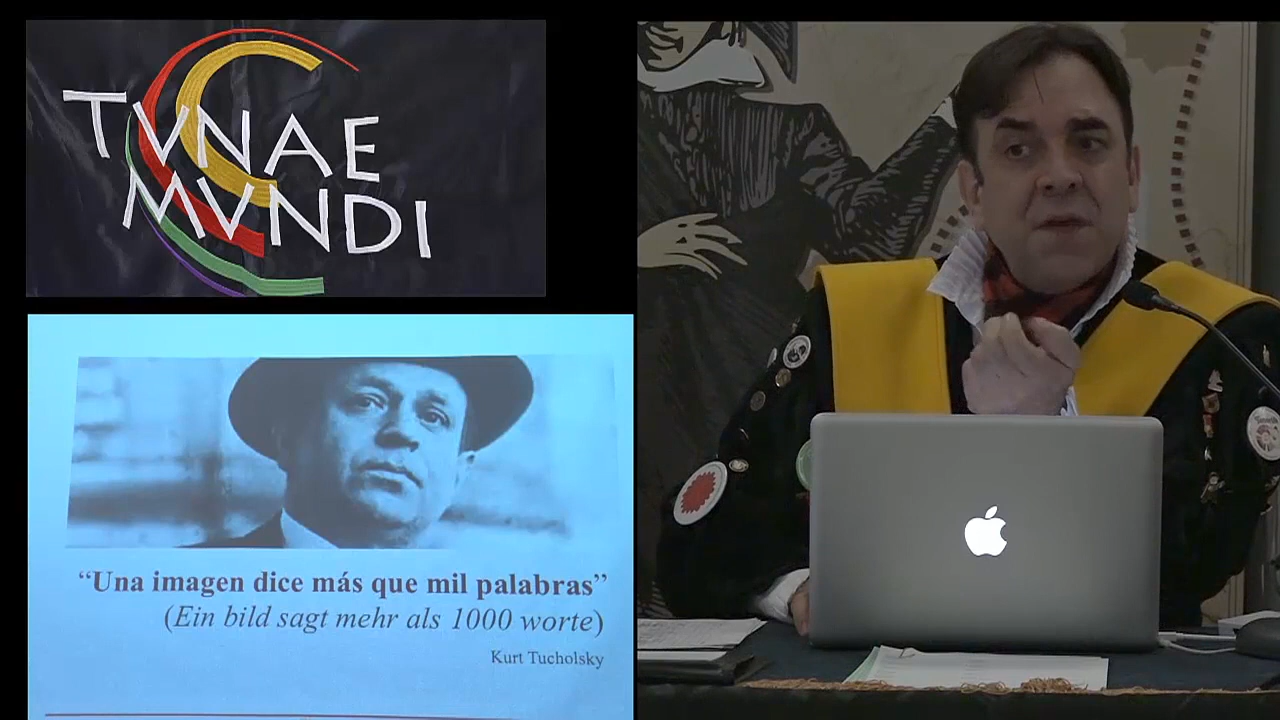 TVNAE
MVNDI
“Una imagen dice más que mil palabras”
(Ein bild sagt mehr als 1000 worte)
Kurt Tucholsky